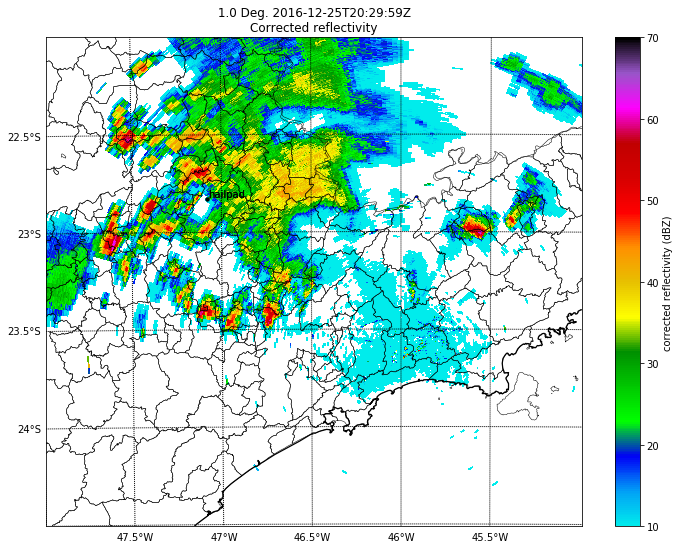 1.0 Deg. 2016-12-25T20:29:59Z
Corrected reflectivity
22.5°S
23°S
23.5°S
24°S
47.5°W
47°W
46.5°W
46°W
45.5°W
hailpad
70
60
50
40
30
20
10
corrected reflectivity (dBZ)